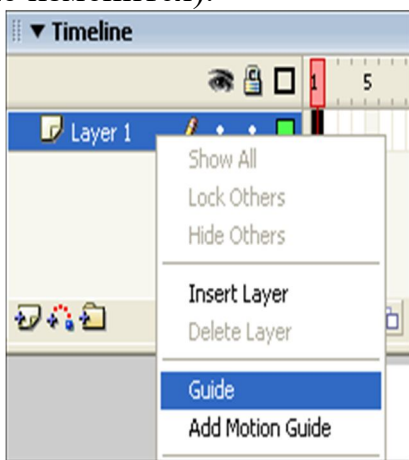 Timeline
1 5
Layer 1
Show All
Lock Others
Hide Others
Insert Layer
Delete Layer
Guide
Add Motion Guide